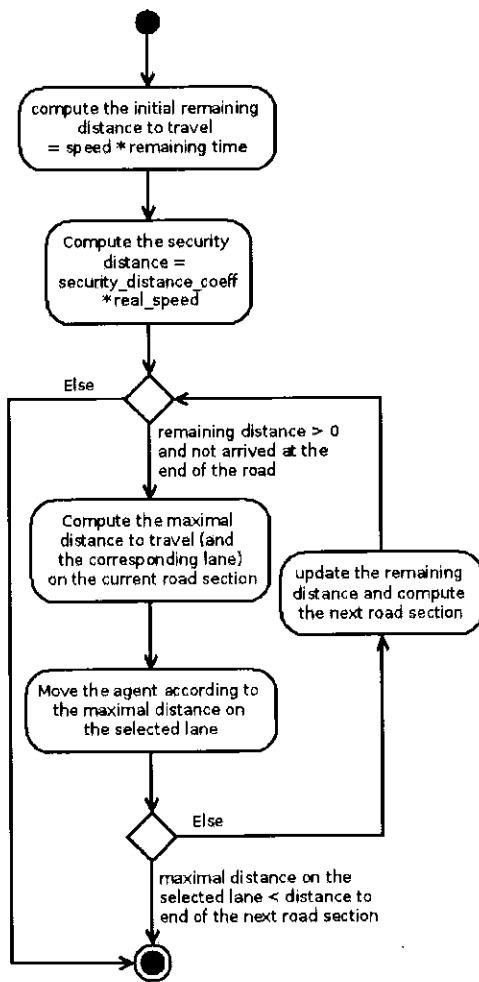 compute the initial remaining
distance to travel
= speed * remaining time
Compute the security
distance =
security_distance_coeff
*real_speed
Else
remaining distance > 0
and not arrived at the
end of the road
Compute the maximal
distance to travel (and
the corresponding lane)
on the current road section
update the remaining
distance and compute
the next road section
Move the agent according to
the maximal distance on
the selected lane
Else
maximal distance on the
selected lane < distance to
end of the next road section